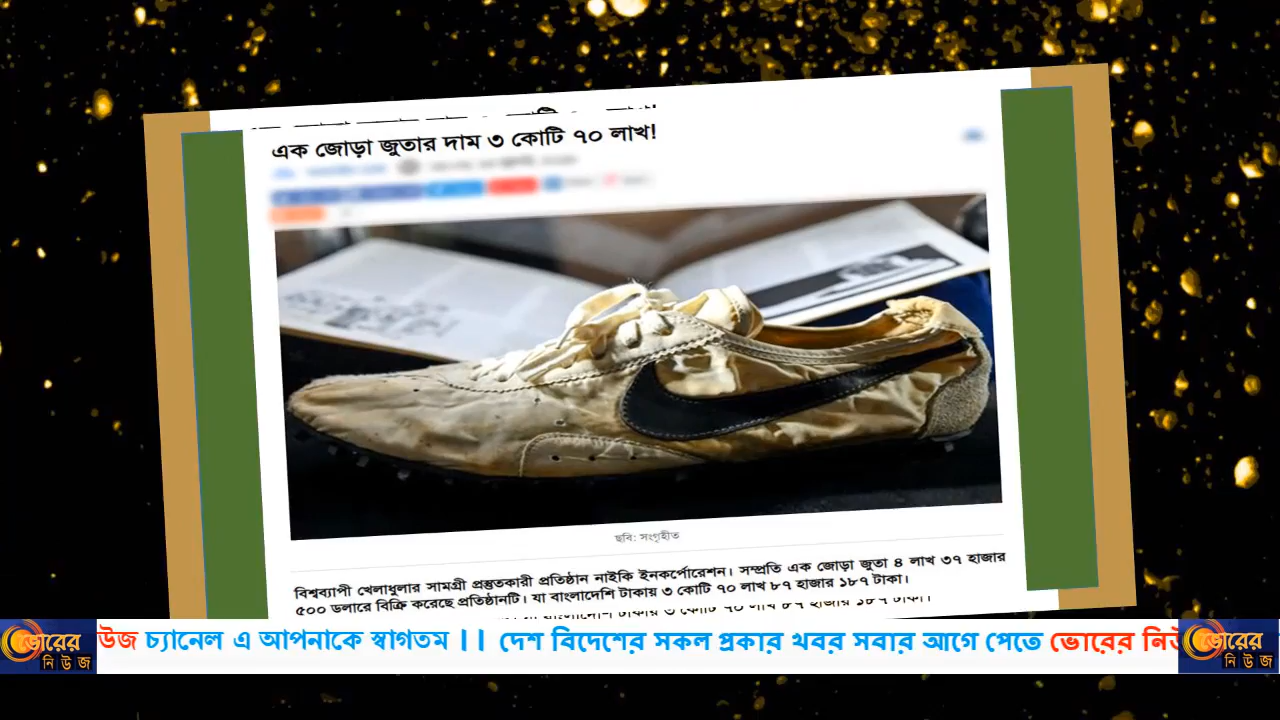 এক জোড়া জুতার দাম ৩ কোটি ৭০ লাখ!
ছবি: সংগৃহীত
বিশ্বব্যাপী খেলাধুলার সামগ্রী প্রস্তুতকারী প্রতিষ্ঠান নাইকি ইনকর্পোরেশন। সম্প্রতি এক জোড়া জুতা ৪ লাখ ৩৭ হাজার
৫০০ ডলারে বিক্রি করেছে প্রতিষ্ঠানটি। যা বাংলাদেশি টাকায় ৩ কোটি ৭০ লাখ ৮৭ হাজার ১৮৭ টাকা।
ভোরের নিউজ
উজ চ্যানেল এ আপনাকে স্বাগতম || দেশ বিদেশের সকল প্রকার খবর সবার আগে পেতে ভোরের নিউ
ভোরের নিউজ